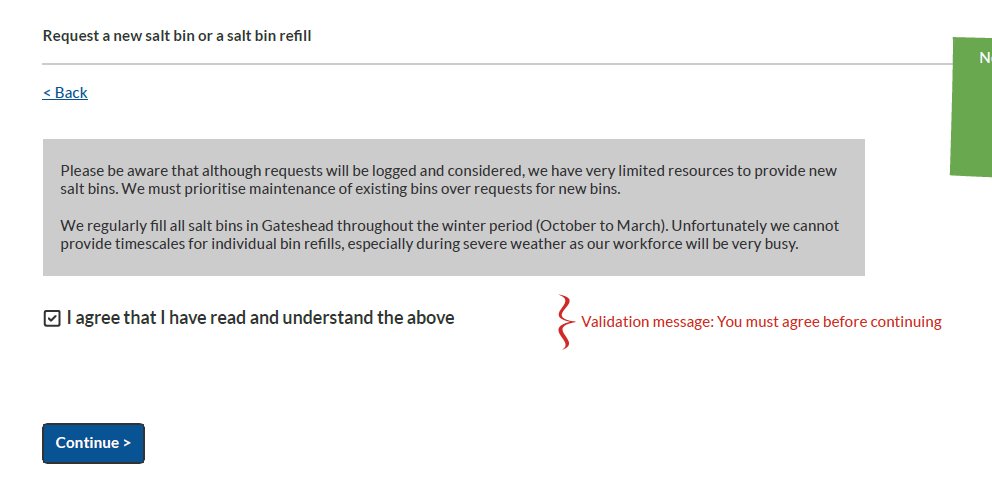 Request a new salt bin or a salt bin refill
< Back
Please be aware that although requests will be logged and considered, we have very limited resources to provide new
salt bins. We must prioritise maintenance of existing bins over requests for new bins.
We regularly fill all salt bins in Gateshead throughout the winter period (October to March). Unfortunately we cannot
provide timescales for individual bin refills, especially during severe weather as our workforce will be very busy.
I agree that I have read and understand the above
Validation message: You must agree before continuing
Continue >